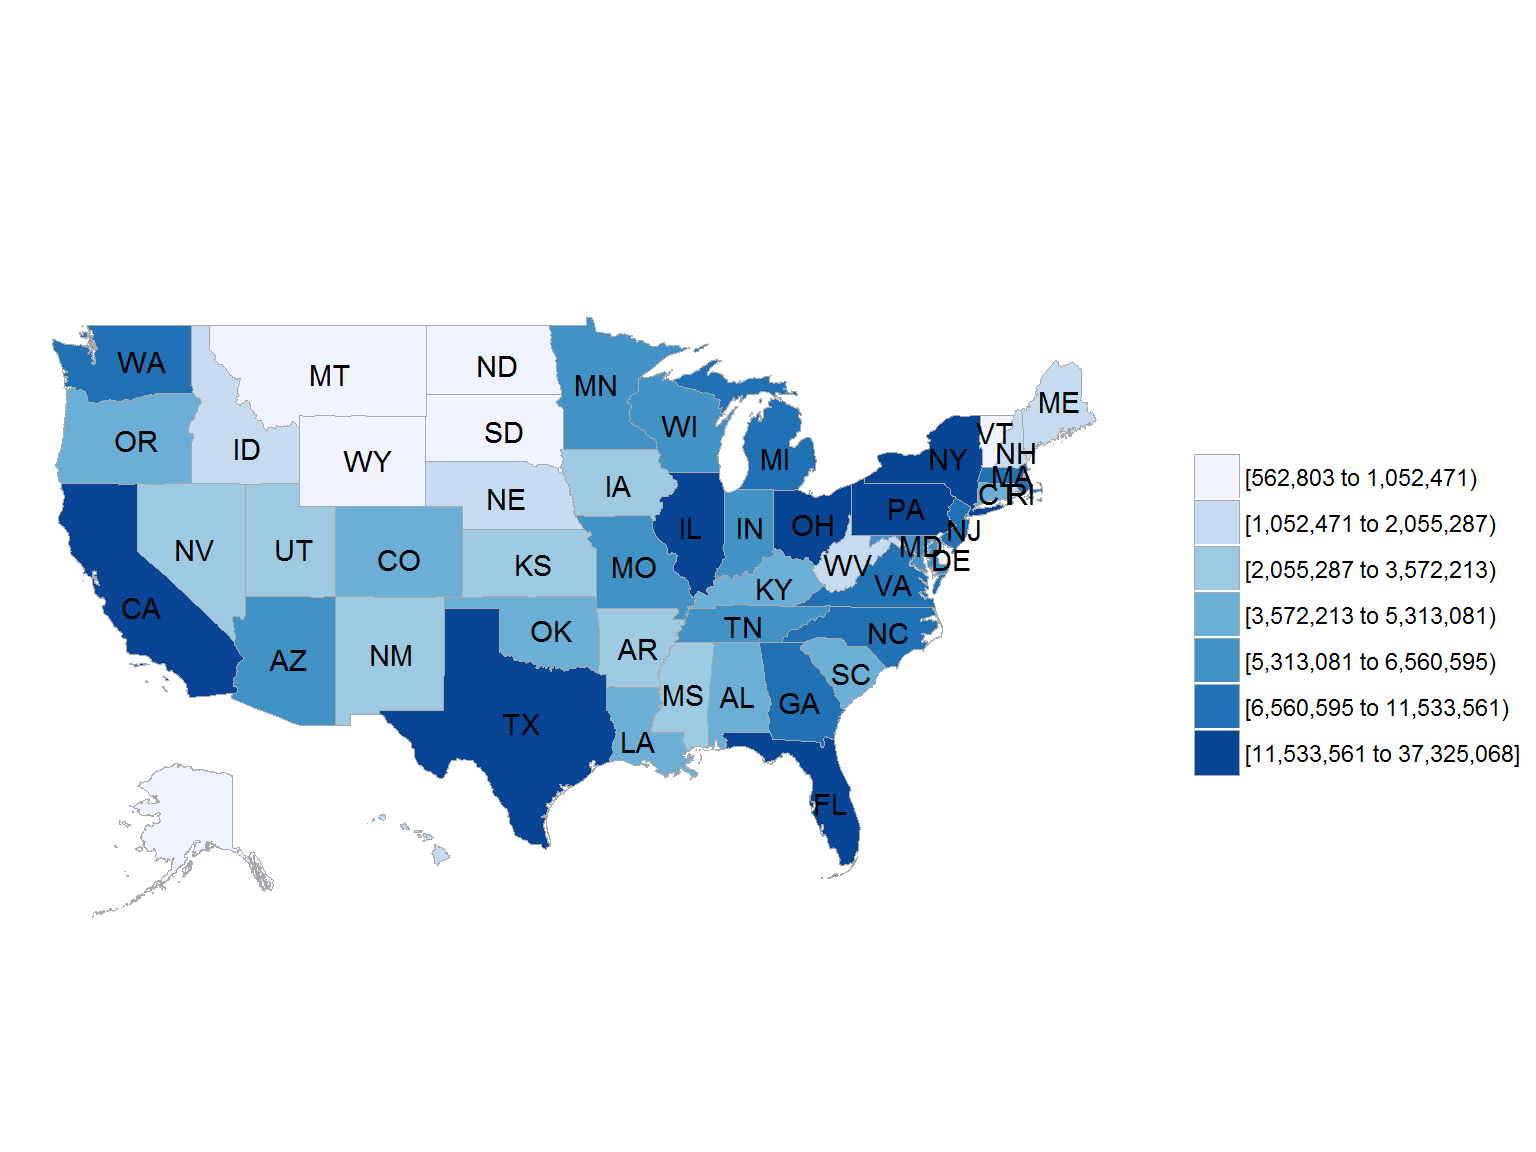 WA
MT
ND
MN
ME
OR
ID
SD
WI
VT
NH
WY
MI
NY
MA
NE
IA
CT
RI
NV
UT
CO
KS
MO
IL
IN
OH
PA
NJ
MD
DE
WV
VA
KY
CA
AZ
NM
OK
AR
TN
NC
SC
MS
AL
GA
TX
LA
FL
[562,803 to 1,052,471)
[1,052,471 to 2,055,287)
[2,055,287 to 3,572,213)
[3,572,213 to 5,313,081)
[5,313,081 to 6,560,595)
[6,560,595 to 11,533,561)
[11,533,561 to 37,325,068]